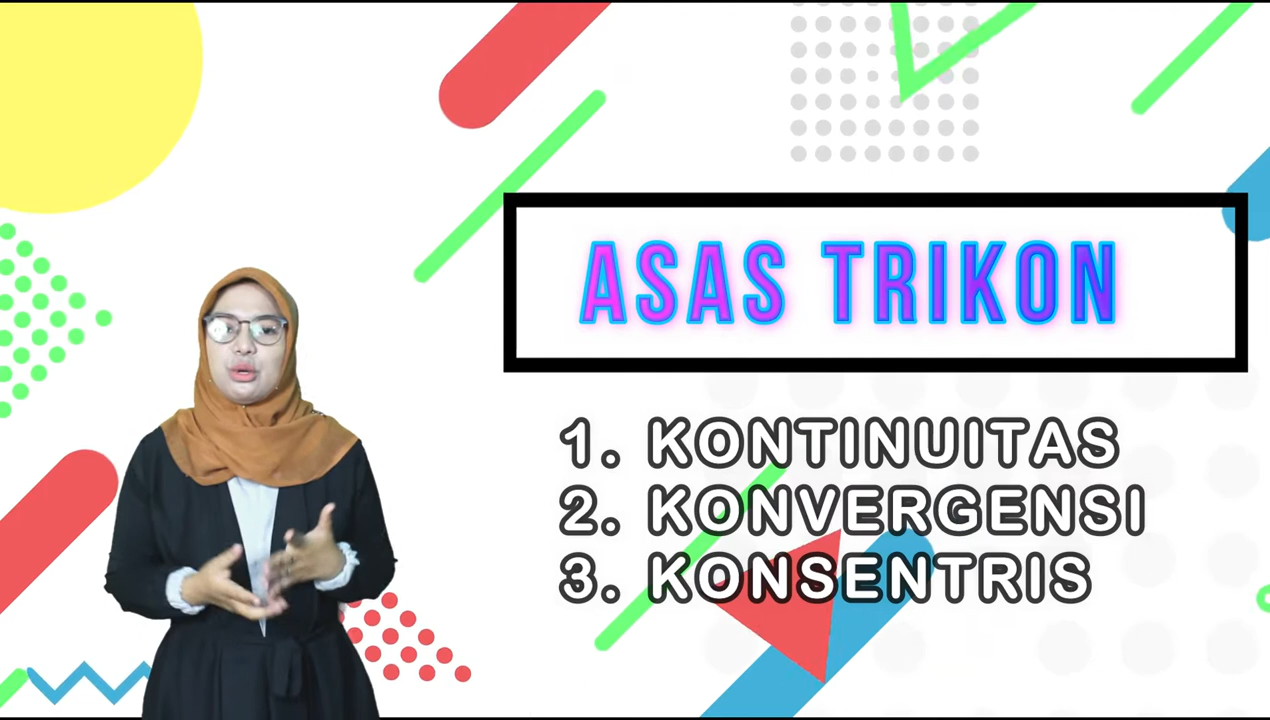 ASAS TRIKON
1. KONTINUITAS
2. KONVERGENSI
3. KONSENTRIS